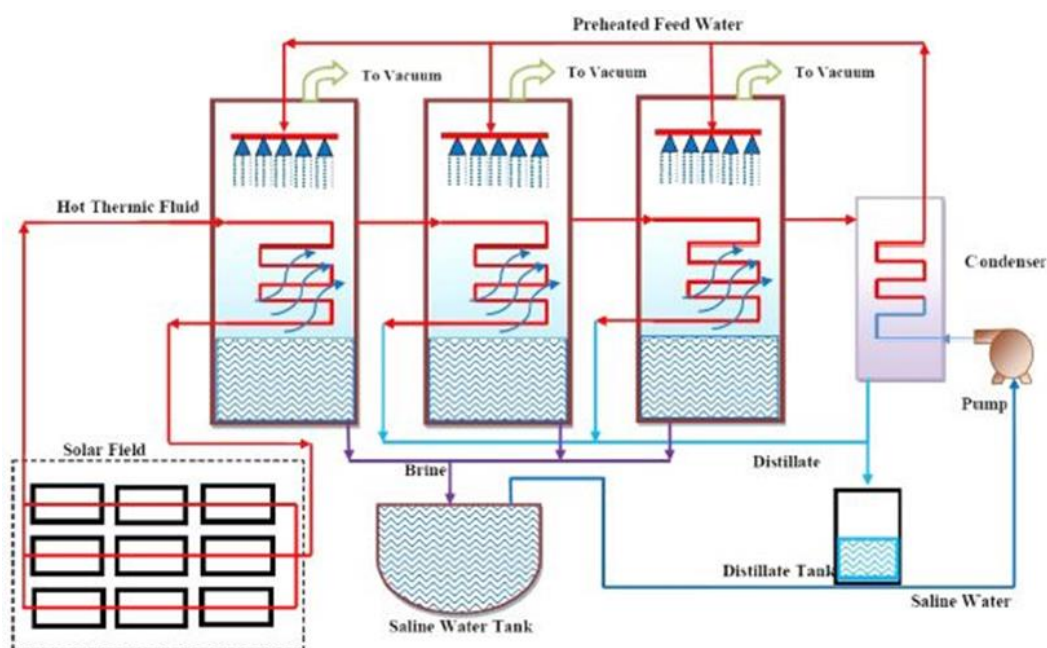 Preheated Feed Water
To Vacuum
To Vacuum
To Vacuum
Hot Thermic Fluid
Condenser
Pump
Solar Field
Brine
Distillate
Distillate Tank
Saline Water
Saline Water Tank